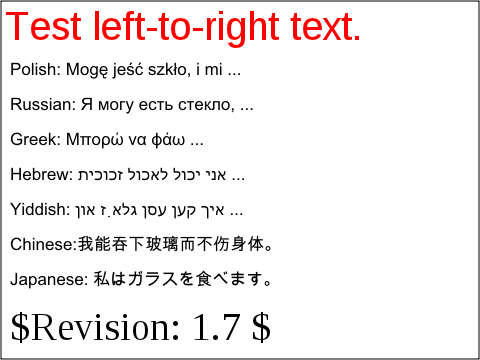 Test left-to-right text.
Polish: Mogę jeść szkło, i mi ...
Russian: Я могу есть стекло, ...
Greek: Μπορώ να φάω ...
Hebrew: אני יכול לאכול זכוכית ...
Yiddish: איך קען עסן גלאָז און ...
Chinese:我能吞下玻璃而不伤身体。
Japanese: 私はガラスを食べます。
$Revision: 1.7 $